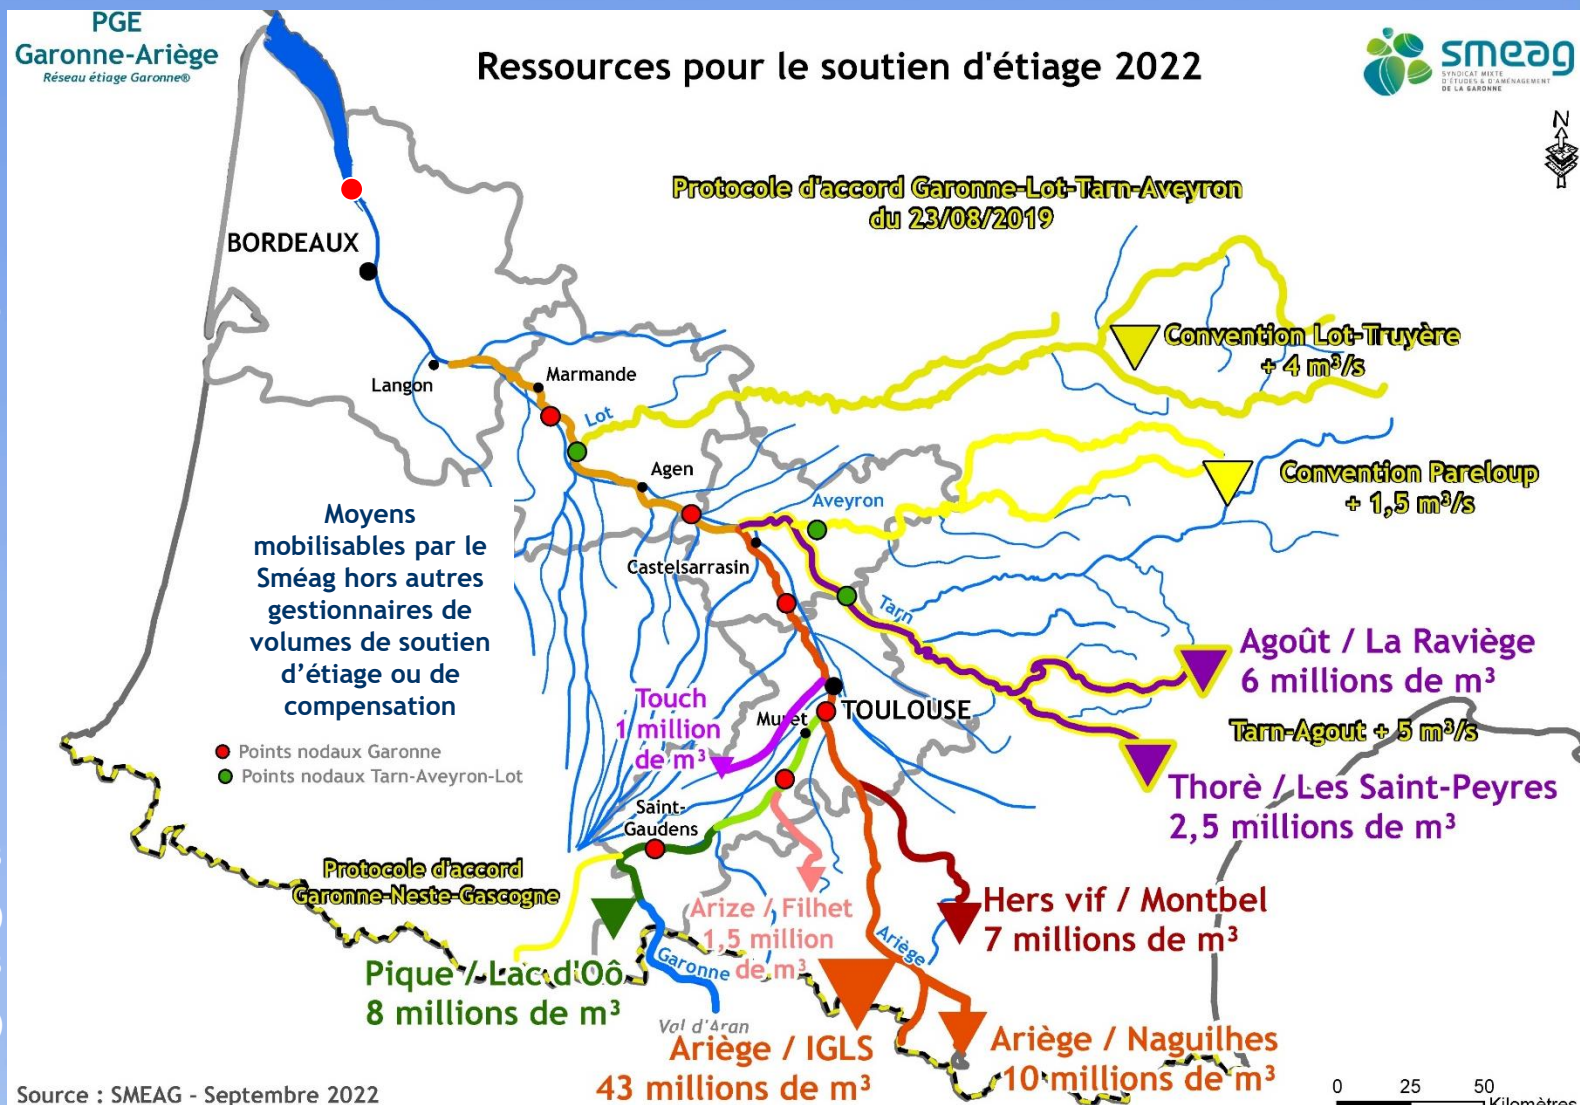 PGE
Garonne-Ariège
Réseau étiage Garonne®
Ressources pour le soutien d'étiage 2022
smeag
SYNDICAT MIXTE
D'ÉTUDES & D'AMÉNAGEMENT
DE LA GARONNE
N
Protocole d'accord Garonne-Lot-Tarn-Aveyron
du 23/08/2019
BORDEAUX
Convention Lot-Truyère
+ 4 m³/s
Langon
Marmande
Lot
Agen
Convention Pareloup
+ 1,5 m³/s
Aveyron
Moyens
mobilisables par le
Sméag hors autres
gestionnaires de
volumes de soutien
d'étiage ou de
compensation
Castelsarrasin
Tarn
Agoût / La Raviège
6 millions de m³
Touch
1 million
de m³
Muret
TOULOUSE
Tarn-Agout + 5 m³/s
Points nodaux Garonne
Points nodaux Tarn-Aveyron-Lot
Thorè / Les Saint-Peyres
2,5 millions de m³
Saint-
Gaudens
Protocole d'accord
Garonne-Neste-Gascogne
Arize / Filhet
1,5 million
de m³
Hers vif / Montbel
7 millions de m³
Ariège
Garonne
Pique / Lac d'Oô
8 millions de m³
Val d'Aran
Ariège / IGLS
43 millions de m³
Ariège / Naguilhes
10 millions de m³
Source : SMEAG - Septembre 2022
0 25 50
Kilomètres